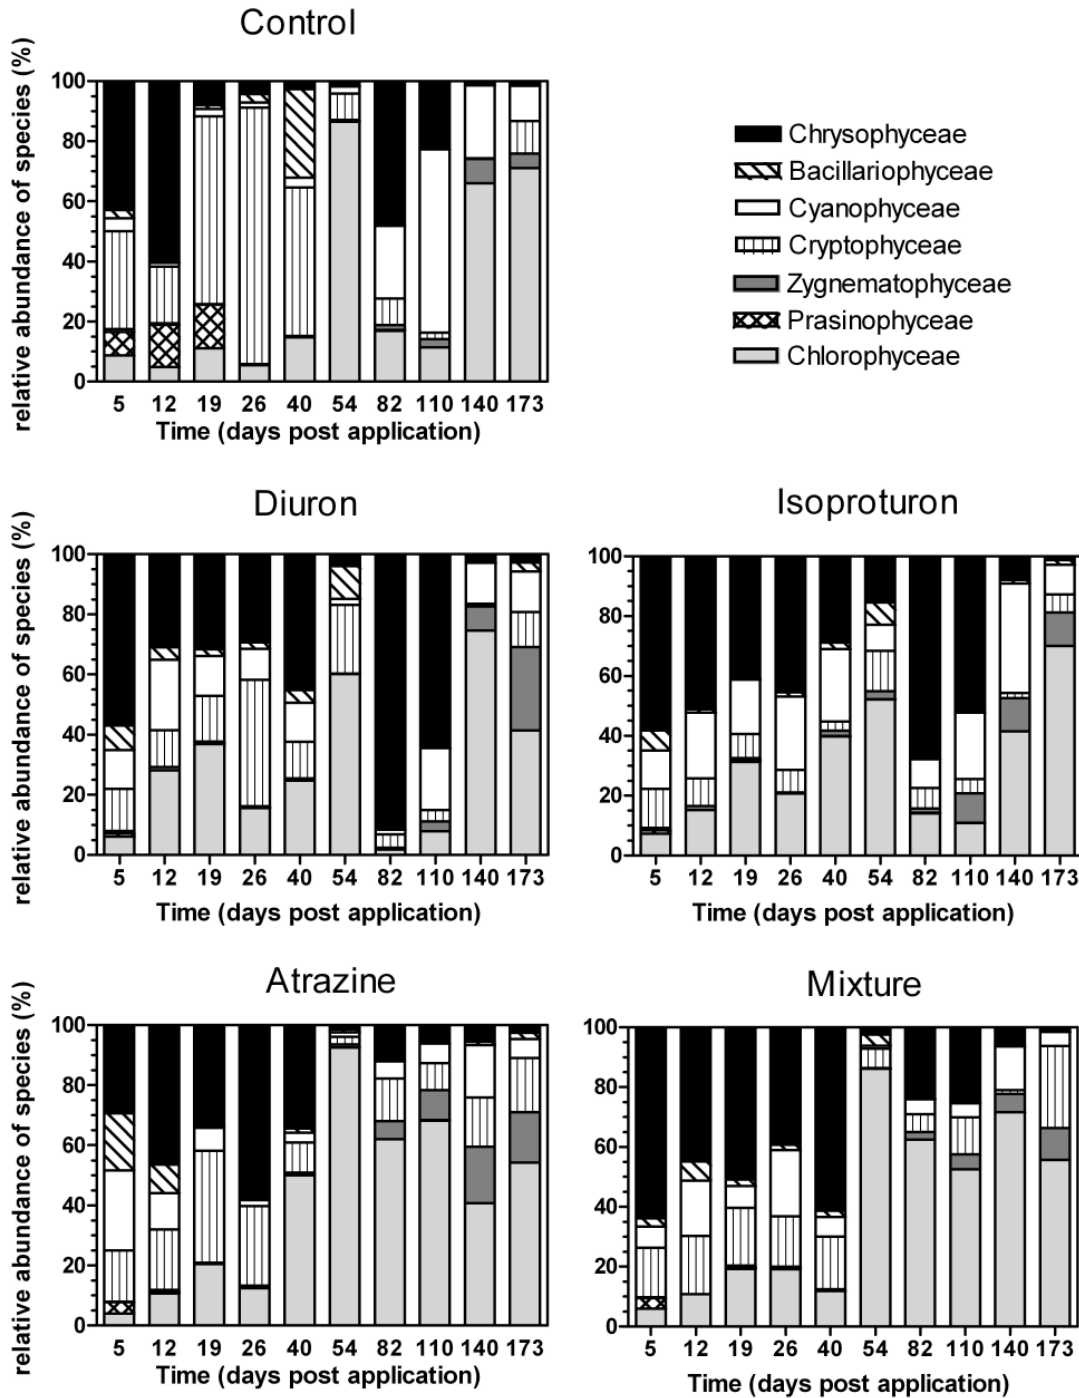 Control
relative abundance of species (%)
100
80
60
40
20
0
5 12 19 26 40 54 82 110 140 173
Time (days post application)
Chrysophyceae
Bacillariophyceae
Cyanophyceae
Cryptophyceae
Zygnematophyceae
Prasinophyceae
Chlorophyceae
Diuron
relative abundance of species (%)
100
80
60
40
20
0
5 12 19 26 40 54 82 110 140 173
Time (days post application)
Isoproturon
100
80
60
40
20
0
5 12 19 26 40 54 82 110 140 173
Time (days post application)
Atrazine
relative abundance of species (%)
100
80
60
40
20
0
5 12 19 26 40 54 82 110 140 173
Time (days post application)
Mixture
100
80
60
40
20
0
5 12 19 26 40 54 82 110 140 173
Time (days post application)